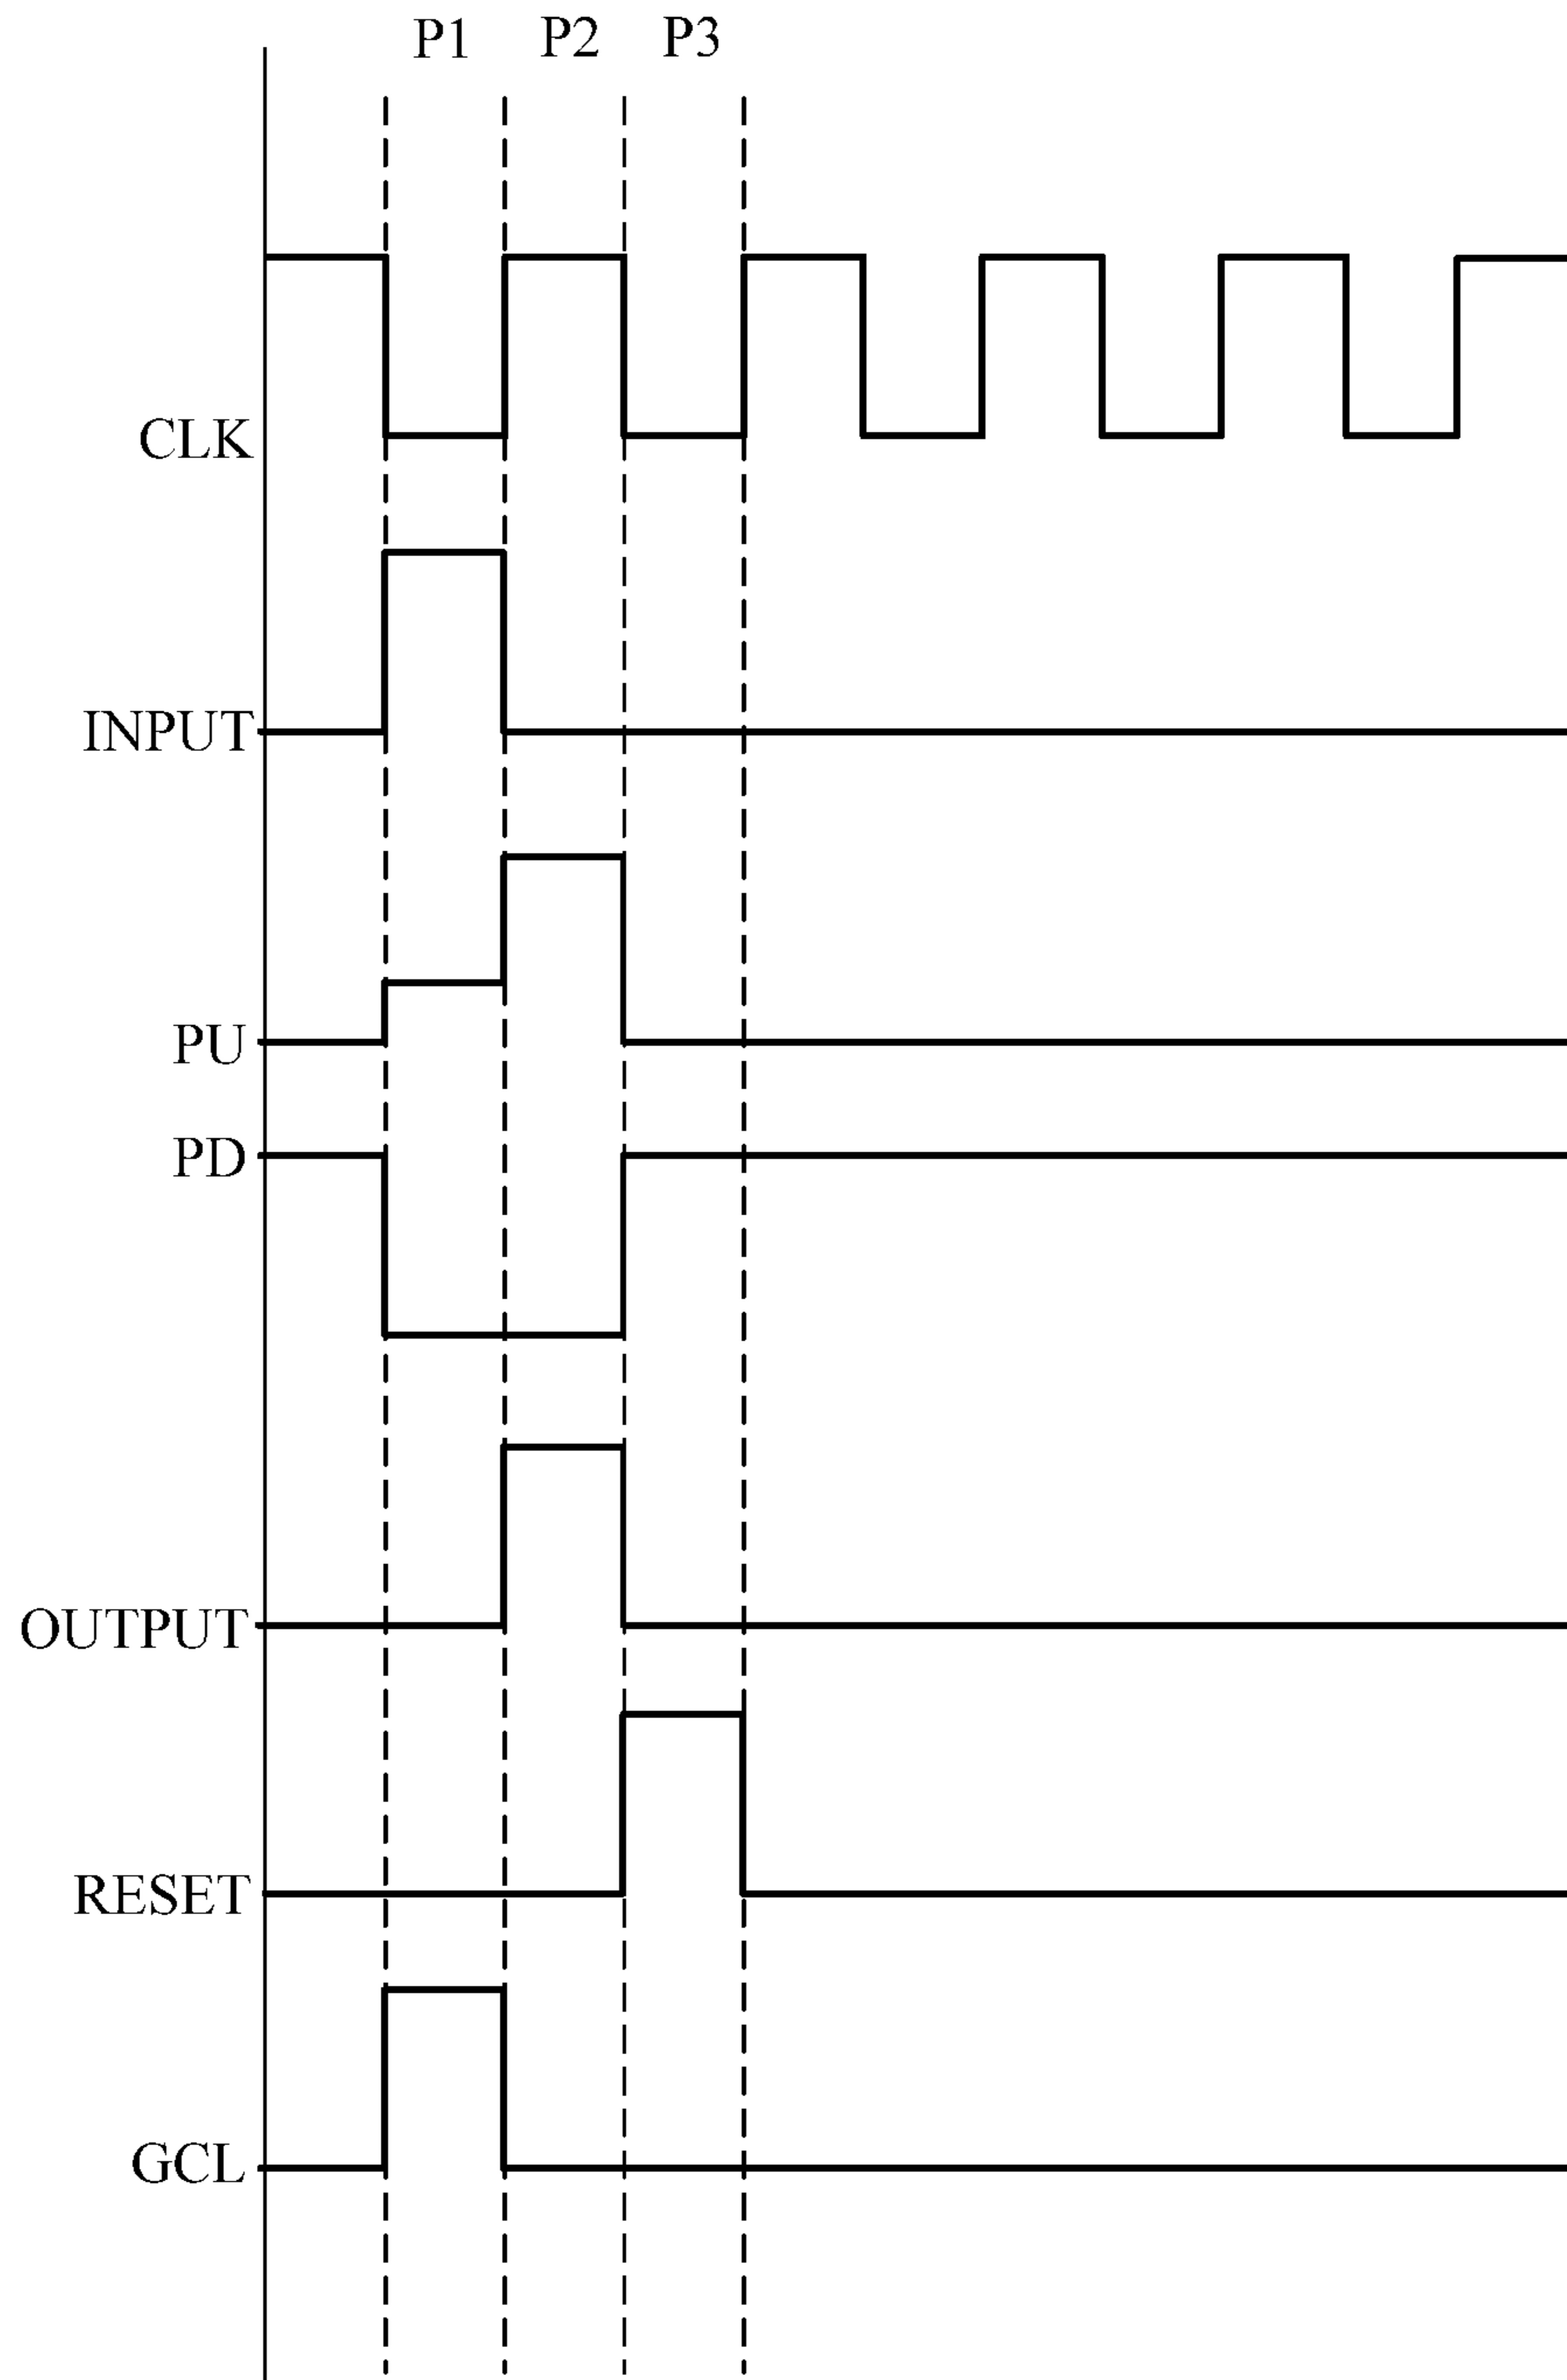 P1 P2 P3
CLK
INPUT
PU
PD
OUTPUT
RESET
GCL